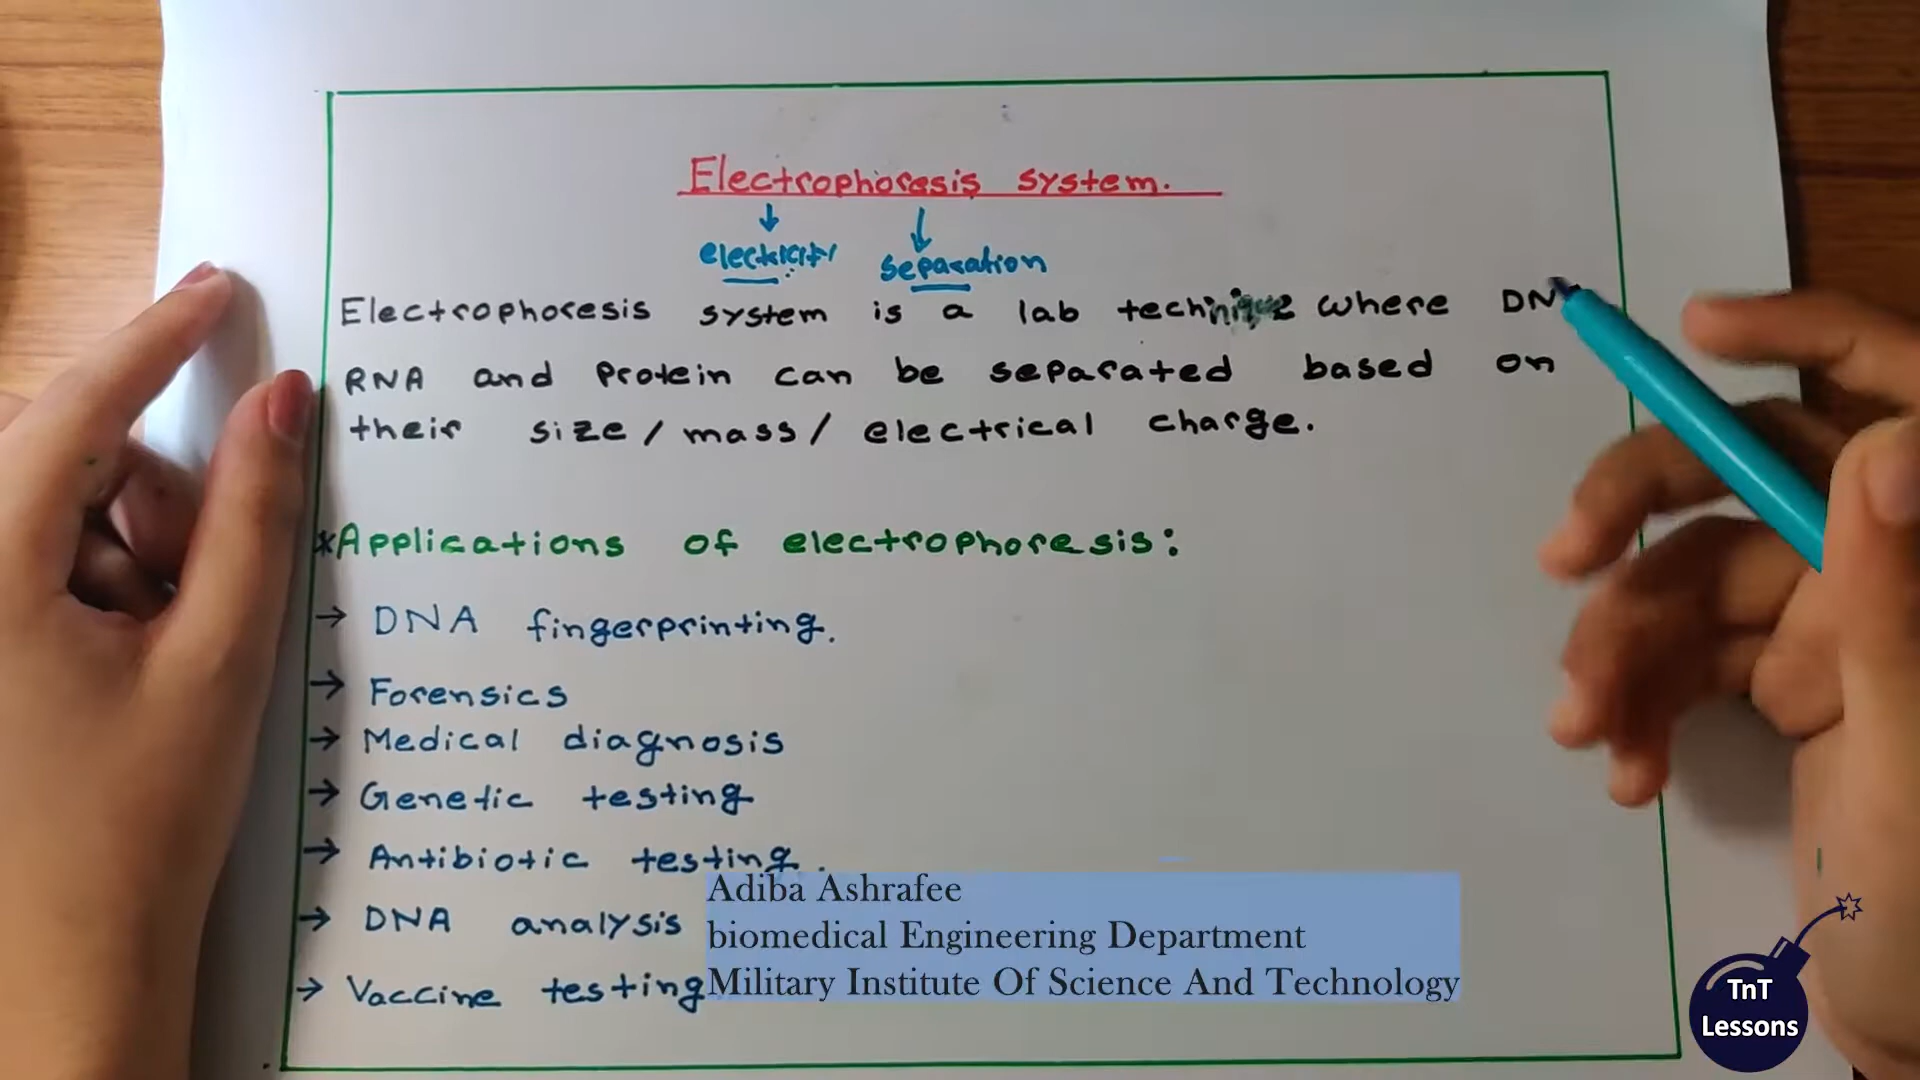 Electrophoresis system.
electricity separation
Electrophoresis system is a lab technique where DN
RNA and Protein can be separated based on
their size/mass/ electrical charge.
*Applications of electrophoresis:
→ DNA fingerprinting.
→ Forensics
→ Medical diagnosis
→ Genetic testing
→ Antibiotic testing.
→ DNA analysis
→ Vaccine testing
Adiba Ashrafee
biomedical Engineering Department
Military Institute Of Science And Technology
TnT
Lessons